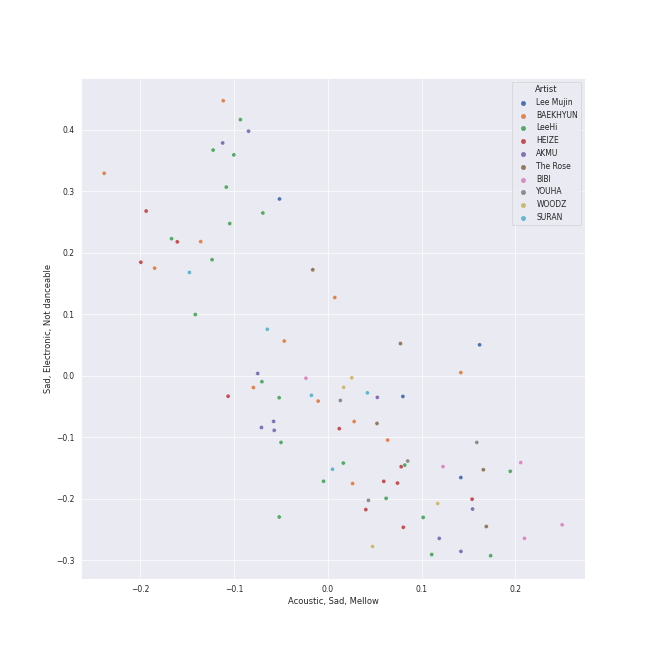 Artist
Lee Mujin
BAEKHYUN
LeeHi
HEIZE
AKMU
The Rose
BIBI
YOUHA
WOODZ
SURAN
Sad, Electronic, Not danceable
0.4
0.3
0.2
0.1
0.0
−0.1
−0.2
−0.3
−0.2 −0.1 0.0 0.1 0.2
Acoustic, Sad, Mellow